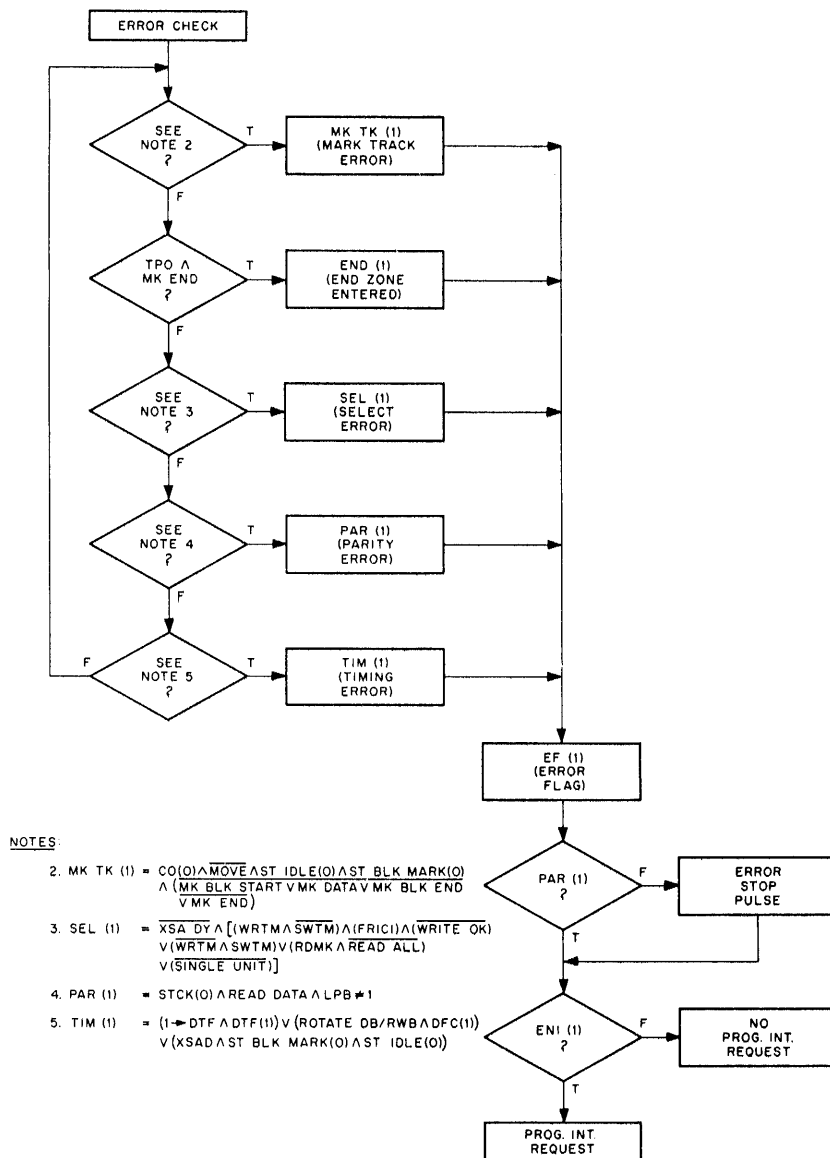 ERROR CHECK
SEE
NOTE 2
?
T
F
MK TK (1)
(MARK TRACK
ERROR)
TPO ∧
MK END
?
T
F
END (1)
(END ZONE
ENTERED)
SEE
NOTE 3
?
T
F
SEL (1)
(SELECT
ERROR)
SEE
NOTE 4
?
T
F
PAR (1)
(PARITY
ERROR)
F
SEE
NOTE 5
?
T
TIM (1)
(TIMING
ERROR)
EF (1)
(ERROR
FLAG)
PAR (1)
?
F
T
ERROR
STOP
PULSE
ENI (1)
?
F
T
NO
PROG. INT.
REQUEST
PROG. INT.
REQUEST
NOTES:
2. MK TK (1) = CO(0)∧MOVE∧ST IDLE(0)∧ST BLK MARK(0)
∧ (MK BLK START ∨ MK DATA ∨ MK BLK END
∨ MK END)
3. SEL (1) = XSA DY∧[(WRTM∧SWTM)∧(FRICI)∧(WRITE OK)
∨(WRTM∧SWTM)∨(RDMK∧READ ALL)
∨(SINGLE UNIT)]
4. PAR (1) = STCK(0)∧READ DATA∧LPB≠1
5. TIM (1) = (1→DTF∧DTF(1))∨(ROTATE DB/RWB∧DFC(1))
∨(XSAD∧ST BLK MARK(0)∧ST IDLE(0))